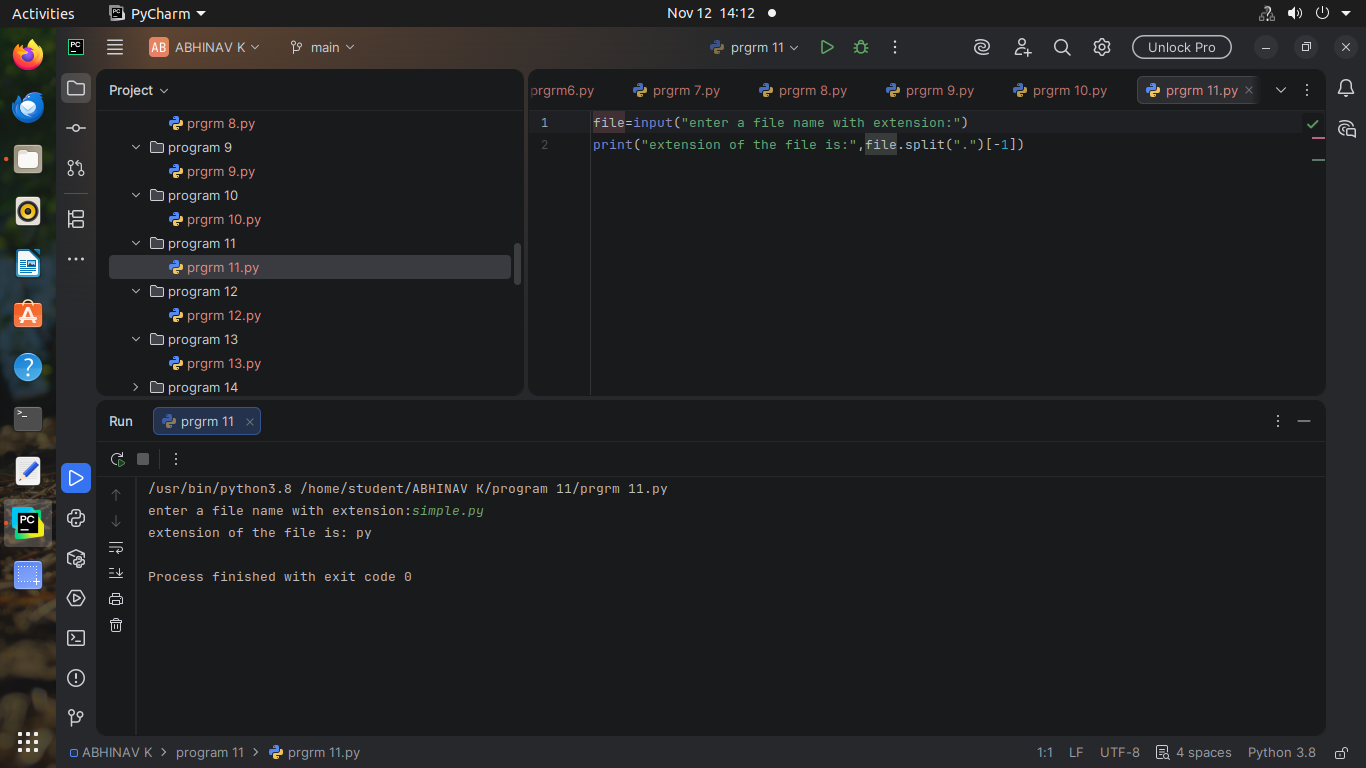 Activities PyCharm Nov 12 14:12
PC AB ABHINAV K main prgrm 11 Unlock Pro
Project prgrm6.py prgrm 7.py prgrm 8.py prgrm 9.py prgrm 10.py prgrm 11.py
prgrm 8.py
program 9
prgrm 9.py
program 10
prgrm 10.py
program 11
prgrm 11.py
program 12
prgrm 12.py
program 13
prgrm 13.py
program 14
1 file=input("enter a file name with extension:")
2 print("extension of the file is:",file.split(".")[-1])
Run prgrm 11
/usr/bin/python3.8 /home/student/ABHINAV K/program 11/prgrm 11.py
enter a file name with extension:simple.py
extension of the file is: py
Process finished with exit code 0
PC
ABHINAV K > program 11 > prgrm 11.py 1:1 LF UTF-8 4 spaces Python 3.8